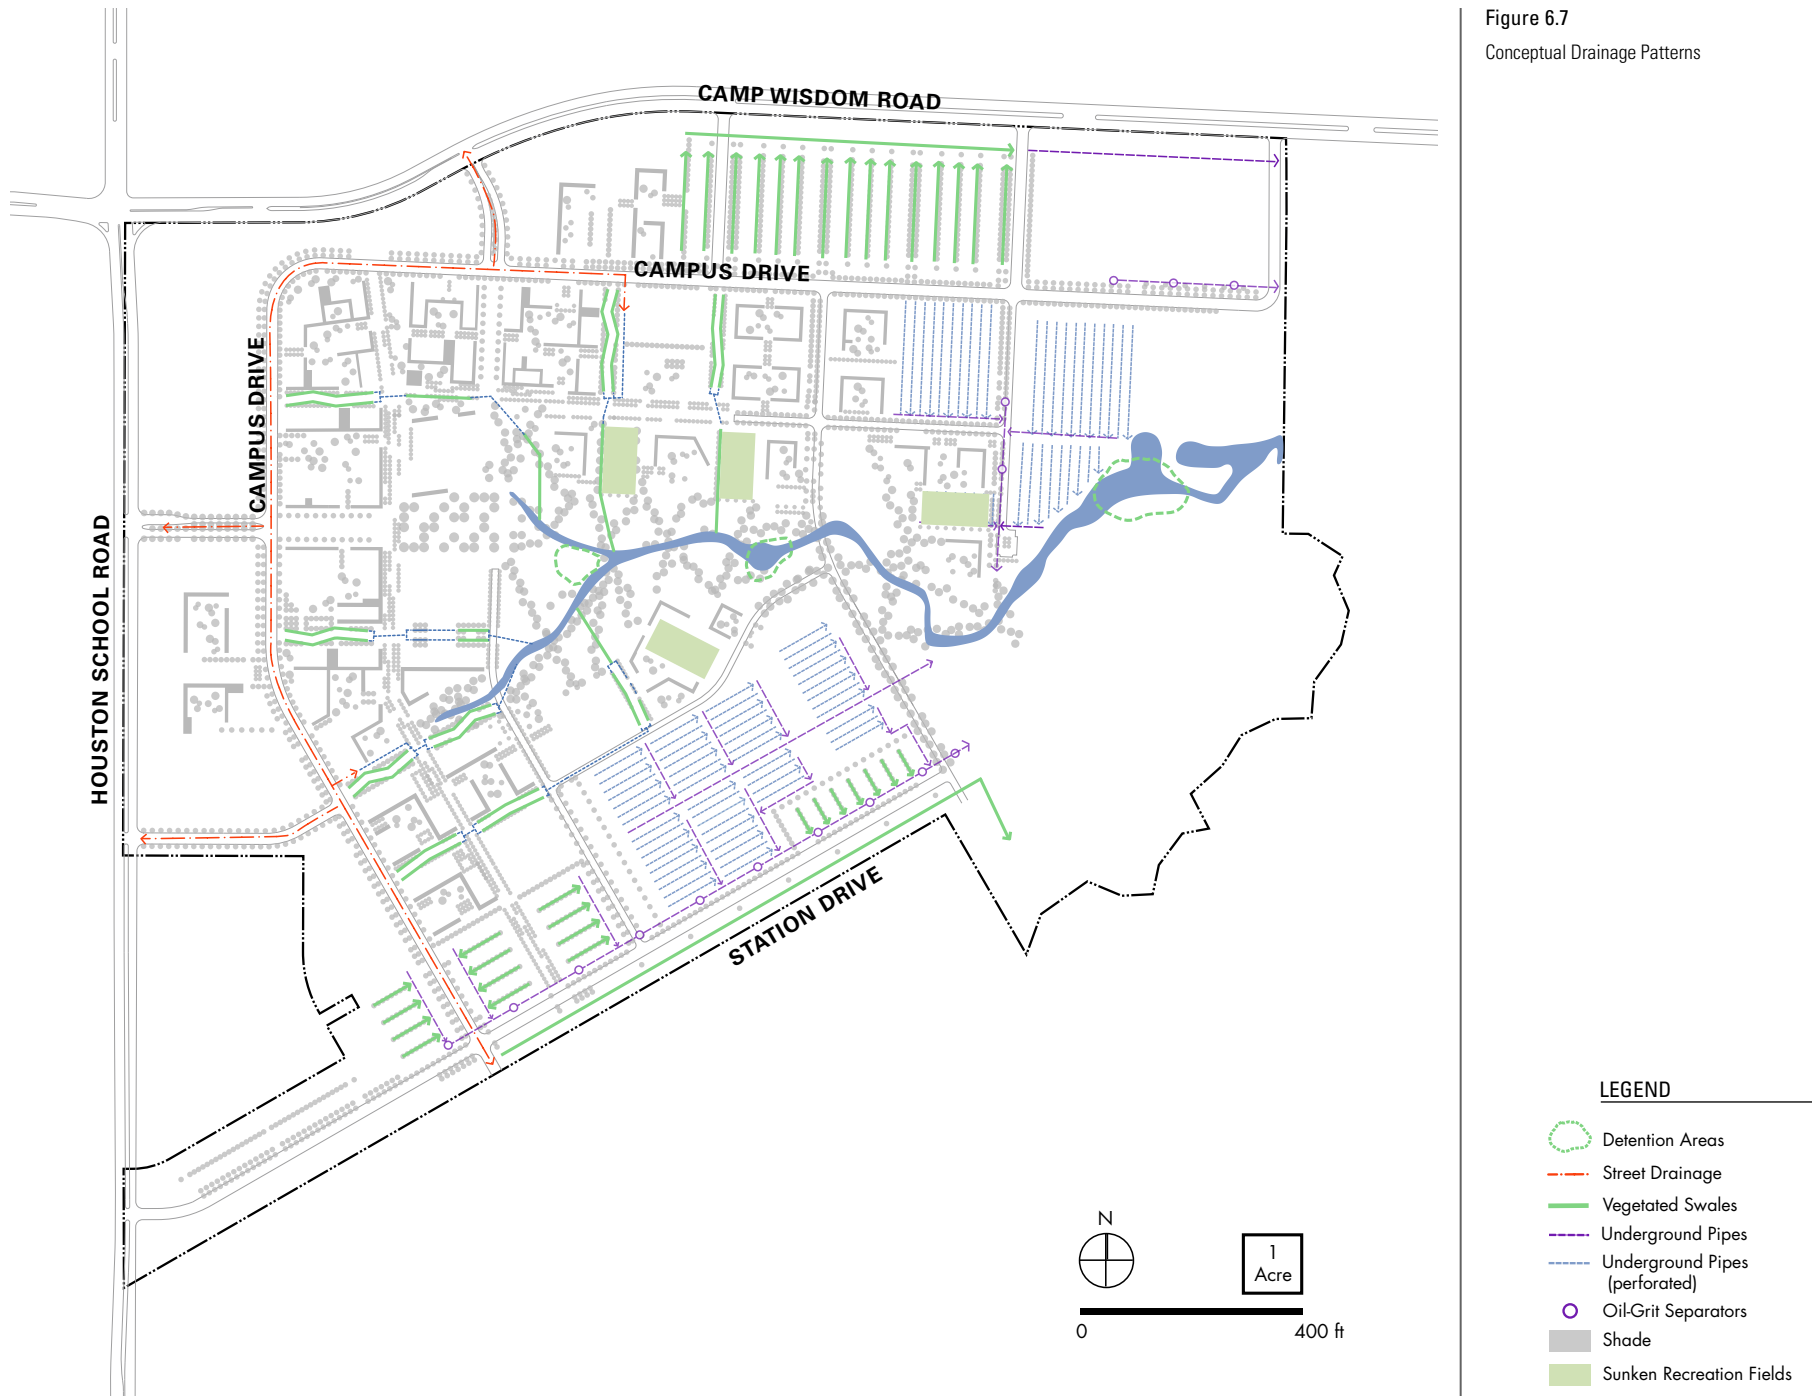 Figure 6.7
Conceptual Drainage Patterns
CAMP WISDOM ROAD
CAMPUS DRIVE
CAMPUS DRIVE
HOUSTON SCHOOL ROAD
STATION DRIVE
N
1
Acre
0
400 ft
LEGEND
Detention Areas
Street Drainage
Vegetated Swales
Underground Pipes
Underground Pipes
(perforated)
Oil-Grit Separators
Shade
Sunken Recreation Fields